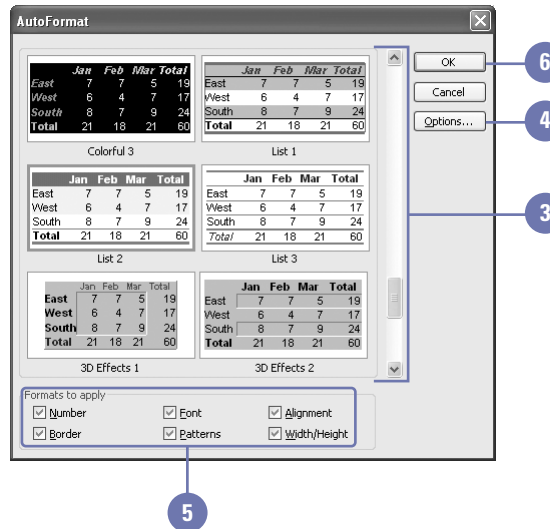 AutoFormat
Jan Feb Mar Total
East 7 7 5 19
West 6 4 7 17
South 8 7 9 24
Total 21 18 21 60
Colorful 3
Jan Feb Mar Total
East 7 7 5 19
West 6 4 7 17
South 8 7 9 24
Total 21 18 21 60
List 1
Jan Feb Mar Total
East 7 7 5 19
West 6 4 7 17
South 8 7 9 24
Total 21 18 21 60
List 2
Jan Feb Mar Total
East 7 7 5 19
West 6 4 7 17
South 8 7 9 24
Total 21 18 21 60
List 3
Jan Feb Mar Total
East 7 7 5 19
West 6 4 7 17
South 8 7 9 24
Total 21 18 21 60
3D Effects 1
Jan Feb Mar Total
East 7 7 5 19
West 6 4 7 17
South 8 7 9 24
Total 21 18 21 60
3D Effects 2
OK
6
Cancel
Options...
4
3
Formats to apply
Number Font Alignment
Border Patterns Width/Height
5